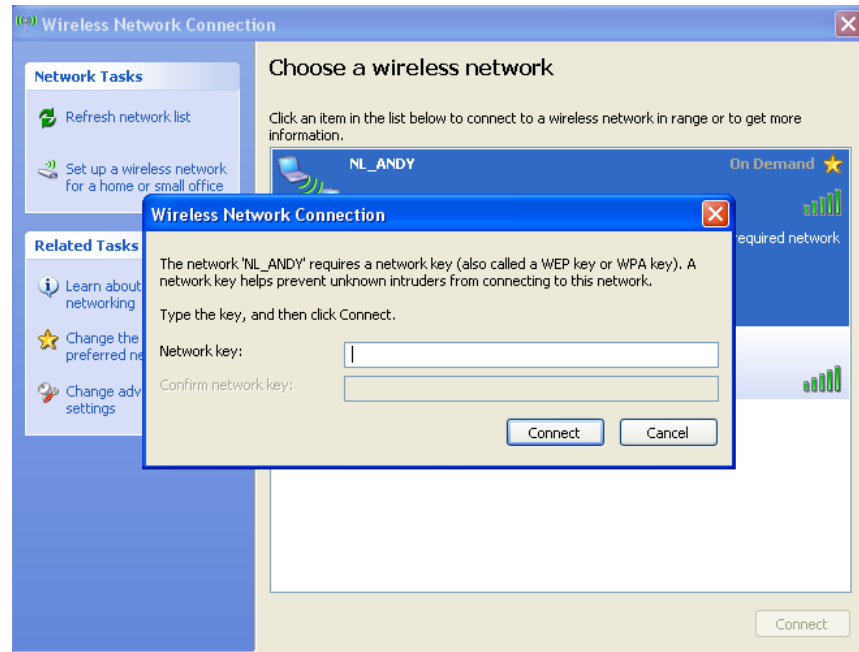 Wireless Network Connection
Network Tasks
Refresh network list
Set up a wireless network
for a home or small office
Related Tasks
Learn about
networking
Change the
preferred ne
Change adv
settings
Choose a wireless network
Click an item in the list below to connect to a wireless network in range or to get more
information.
NL_ANDY
On Demand
required network
Wireless Network Connection
The network 'NL_ANDY' requires a network key (also called a WEP key or WPA key). A
network key helps prevent unknown intruders from connecting to this network.
Type the key, and then click Connect.
Network key:
Confirm network key:
Connect
Cancel
Connect